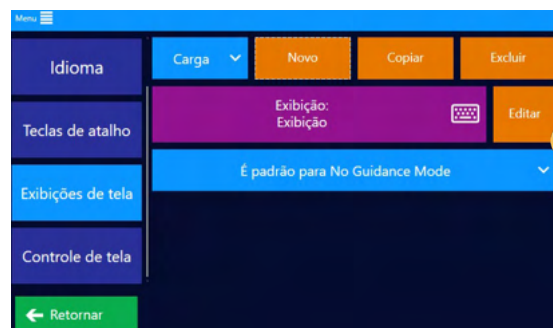 Menu
Idioma
Teclas de atalho
Exibições de tela
Controle de tela
Retornar
Carga
Novo
Copiar
Excluir
Exibição:
Exibição
Editar
É padrão para No Guidance Mode